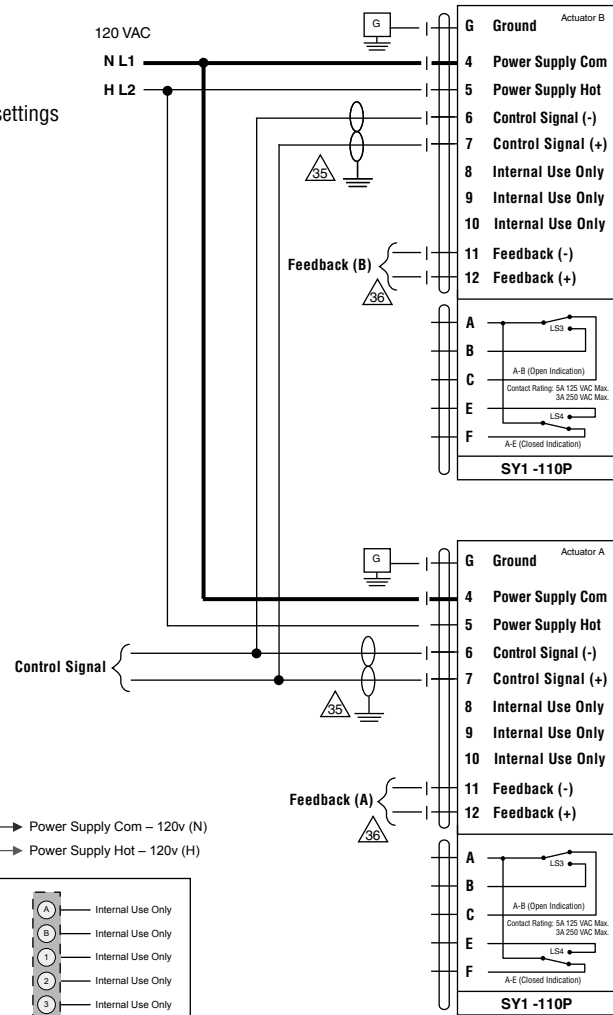 120 VAC
N L1
H L2
settings
G
G Ground
Actuator B
4 Power Supply Com
5 Power Supply Hot
6 Control Signal (-)
7 Control Signal (+)
8 Internal Use Only
9 Internal Use Only
10 Internal Use Only
11 Feedback (-)
12 Feedback (+)
35
Feedback (B)
36
A
B
C
E
F
LS3
A-B (Open Indication)
Contact Rating: 5A 125 VAC Max.
3A 250 VAC Max.
LS4
A-E (Closed Indication)
SY1 -110P
G
G Ground
Actuator A
4 Power Supply Com
5 Power Supply Hot
6 Control Signal (-)
7 Control Signal (+)
8 Internal Use Only
9 Internal Use Only
10 Internal Use Only
11 Feedback (-)
12 Feedback (+)
Control Signal
35
Feedback (A)
36
A
B
C
E
F
LS3
A-B (Open Indication)
Contact Rating: 5A 125 VAC Max.
3A 250 VAC Max.
LS4
A-E (Closed Indication)
SY1 -110P
Power Supply Com – 120v (N)
Power Supply Hot – 120v (H)
A Internal Use Only
B Internal Use Only
1 Internal Use Only
2 Internal Use Only
3 Internal Use Only